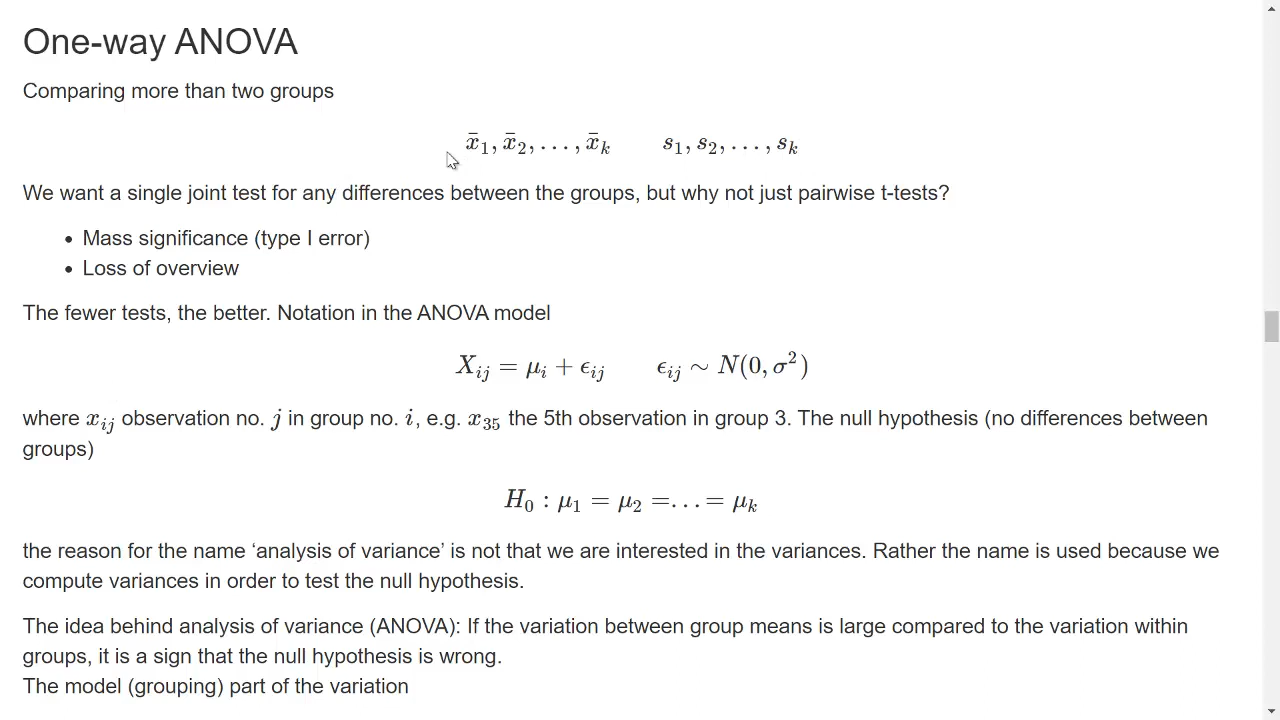 One-way ANOVA
Comparing more than two groups
x̄₁, x̄₂, …, x̄ₖ   s₁, s₂, …, sₖ
We want a single joint test for any differences between the groups, but why not just pairwise t-tests?
• Mass significance (type I error)
• Loss of overview
The fewer tests, the better. Notation in the ANOVA model
Xᵢⱼ = μᵢ + ϵᵢⱼ   ϵᵢⱼ ∼ N(0, σ²)
where xᵢⱼ observation no. j in group no. i, e.g. x₃₅ the 5th observation in group 3. The null hypothesis (no differences between
groups)
H₀ : μ₁ = μ₂ =… = μₖ
the reason for the name ‘analysis of variance’ is not that we are interested in the variances. Rather the name is used because we
compute variances in order to test the null hypothesis.
The idea behind analysis of variance (ANOVA): If the variation between group means is large compared to the variation within
groups, it is a sign that the null hypothesis is wrong.
The model (grouping) part of the variation